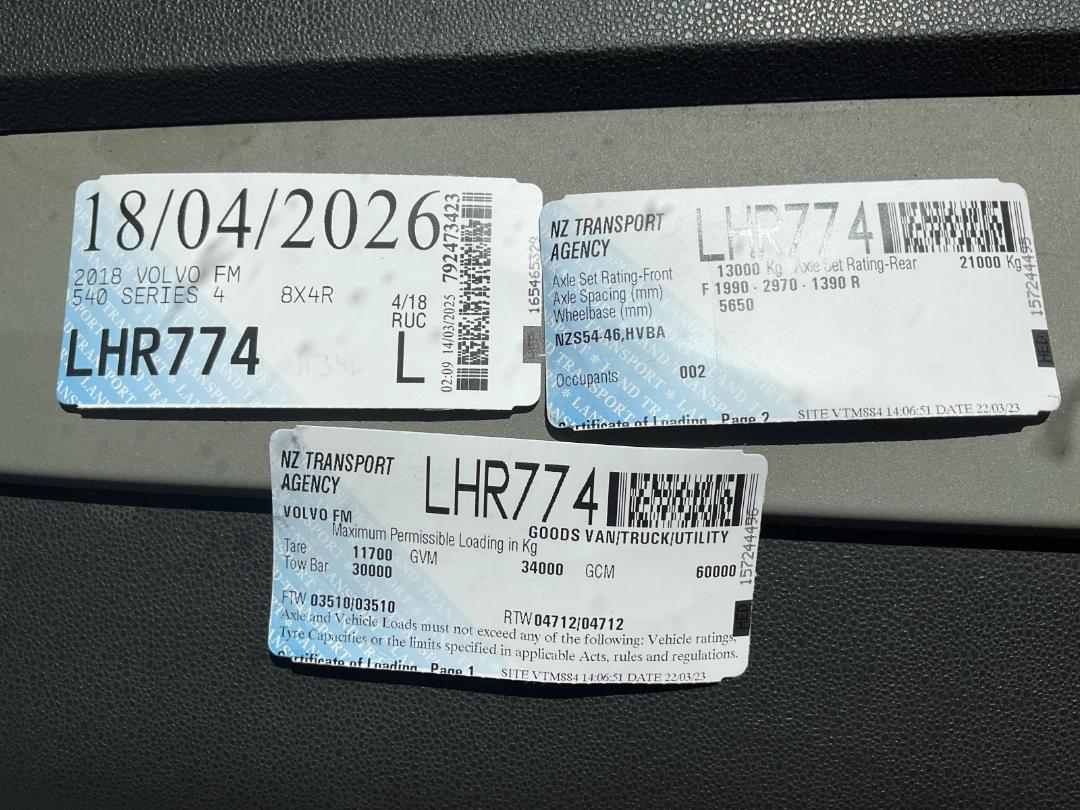 18/04/2026
2018 VOLVO FM
540 SERIES 4 8X4R
4/18
RUC
LHR774 L
02:09 14/03/2025 792473423
165465329
NZ TRANSPORT
AGENCY
LHR774
Axle Set Rating-Front 13000 Kg Axle Set Rating-Rear 21000 Kg
Axle Spacing (mm) F 1990 - 2970 - 1390 R
Wheelbase (mm) 5650
NZS54-46,HVBA
Occupants 002
Certificate of Loading Page 2 SITE VTM884 14:06:51 DATE 22/03/23
157244495
HED
NZ TRANSPORT
AGENCY
LHR774
VOLVO FM GOODS VAN/TRUCK/UTILITY
Maximum Permissible Loading in Kg
Tare 11700 GVM 34000 GCM 60000
Tow Bar 30000
FTW 03510/03510 RTW 04712/04712
Axle and Vehicle Loads must not exceed any of the following: Vehicle ratings,
Tyre Capacities or the limits specified in applicable Acts, rules and regulations.
Certificate of Loading Page 1 SITE VTM884 14:06:51 DATE 22/03/23
157244496